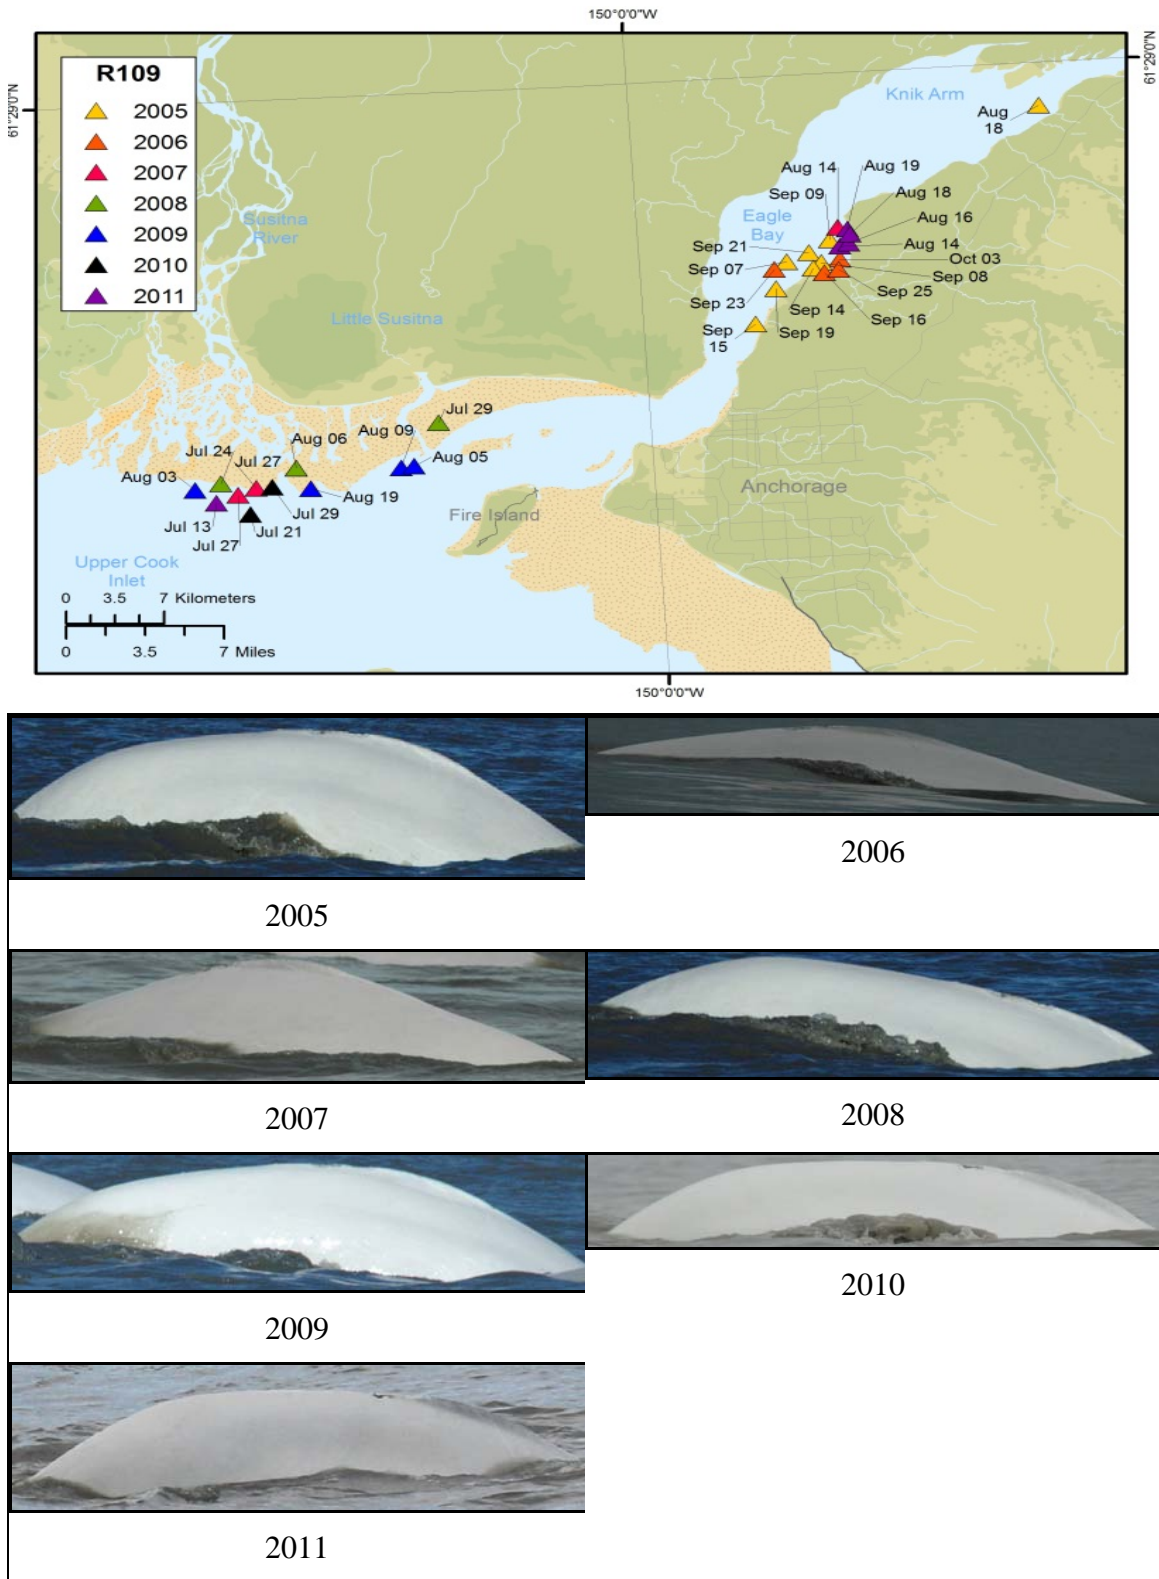 150°0'0"W
61°29'0"N
61°29'0"N
R109
2005
2006
2007
2008
2009
2010
2011
Knik Arm
Aug
18
Aug 14
Aug 19
Sep 09
Aug 18
Eagle
Bay
Aug 16
Sep 21
Aug 14
Oct 03
Sep 07
Sep 08
Sep 23
Sep 25
Sep 14
Sep 16
Sep
15
Sep 19
Susitna
River
Little Susitna
Jul 29
Aug 09
Aug 06
Jul 24
Jul 27
Aug 05
Aug 03
Aug 19
Jul 29
Jul 13
Jul 21
Jul 27
Fire Island
Anchorage
Upper Cook
Inlet
0 3.5 7 Kilometers
0 3.5 7 Miles
150°0'0"W
2005
2006
2007
2008
2009
2010
2011